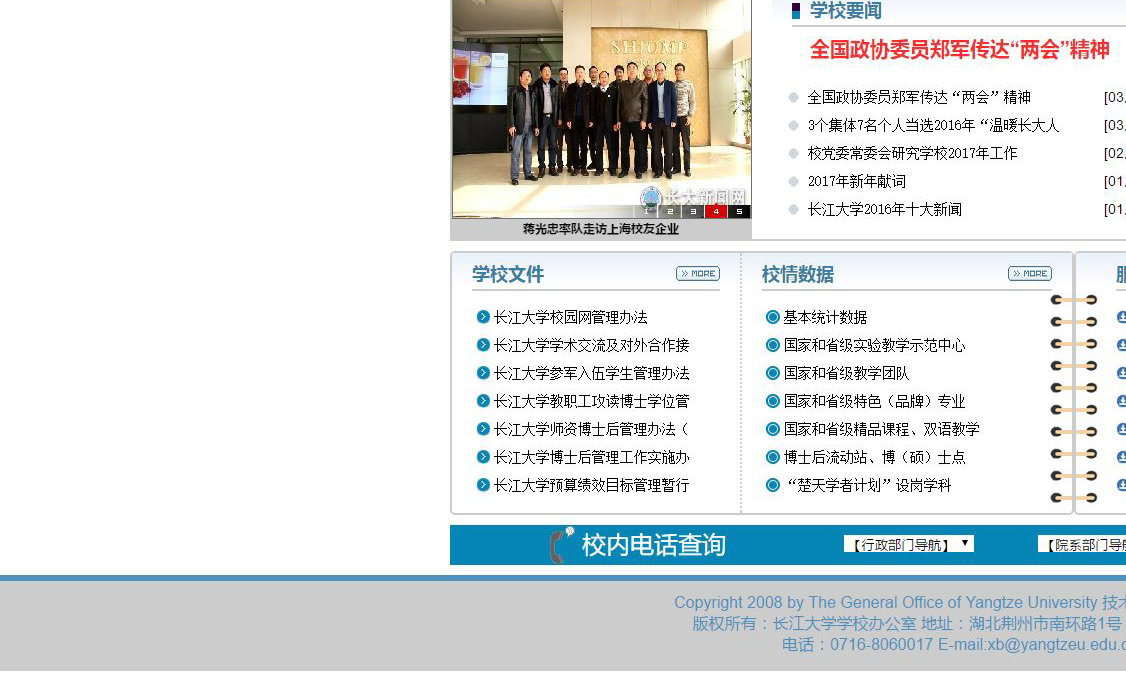 学校要闻
全国政协委员郑军传达“两会”精神
全国政协委员郑军传达“两会”精神 [03
3个集体7名个人当选2016年“温暖长大人 [03
校党委常委会研究学校2017年工作 [02
2017年新年献词 [01
长江大学2016年十大新闻 [01
SHIOMP
长大新闻网
1 2 3 4 5
蒋光忠率队走访上海校友企业
学校文件 MORE
长江大学校园网管理办法
长江大学学术交流及对外合作接
长江大学参军入伍学生管理办法
长江大学教职工攻读博士学位管
长江大学师资博士后管理办法（
长江大学博士后管理工作实施办
长江大学预算绩效目标管理暂行
校情数据 MORE
基本统计数据
国家和省级实验教学示范中心
国家和省级教学团队
国家和省级特色（品牌）专业
国家和省级精品课程、双语教学
博士后流动站、博（硕）士点
“楚天学者计划”设岗学科
校内电话查询 【行政部门导航】 【院系部门导航
Copyright 2008 by The General Office of Yangtze University 技术
版权所有：长江大学学校办公室 地址：湖北荆州市南环路1号
电话：0716-8060017 E-mail:xb@yangtzeu.edu.c